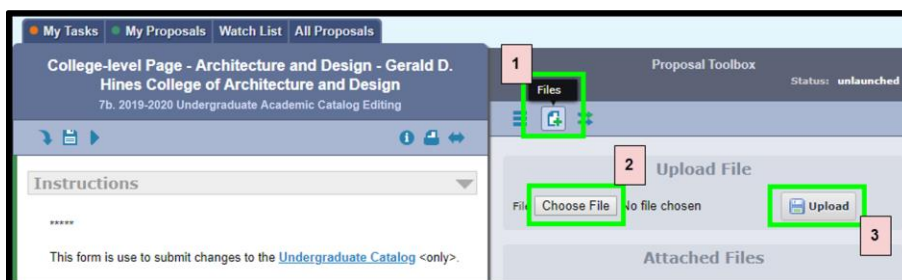 My Tasks My Proposals Watch List All Proposals
College-level Page - Architecture and Design - Gerald D.
Hines College of Architecture and Design
7b. 2019-2020 Undergraduate Academic Catalog Editing
Instructions
*****
This form is use to submit changes to the Undergraduate Catalog <only>.
1
Proposal Toolbox
Status: unlaunched
Files
2
Upload File
File Choose File No file chosen
Upload
3
Attached Files